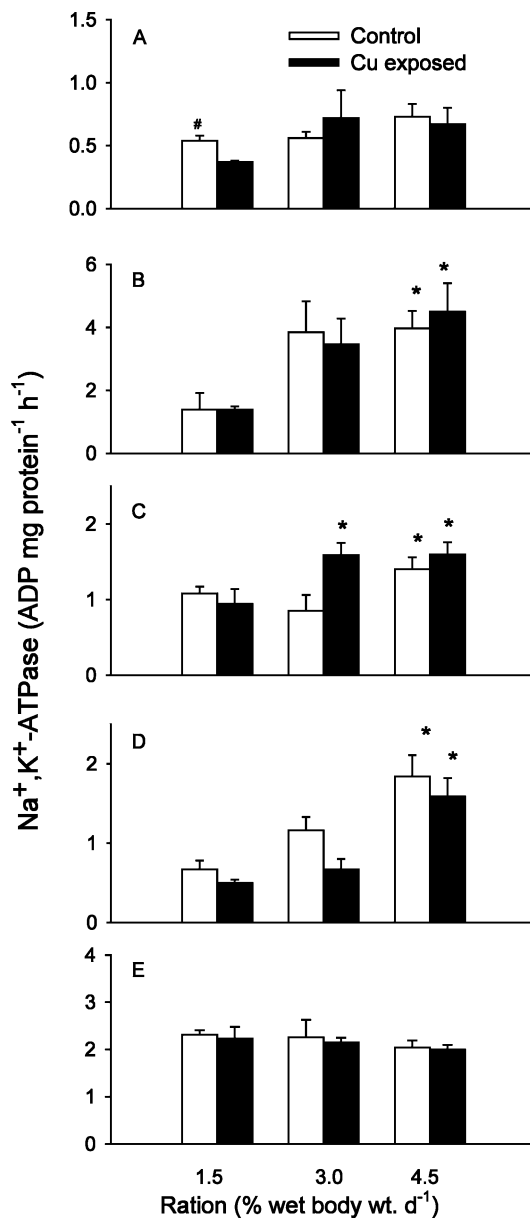 A
Control
Cu exposed
1.5
1.0
0.5
0.0
#
B
6
4
2
0
* *
C
2
1
0
* * *
D
2
1
0
* *
E
4
3
2
1
0
1.5 3.0 4.5
Ration (% wet body wt. d⁻¹)
Na⁺,K⁺-ATPase (ADP mg protein⁻¹ h⁻¹)